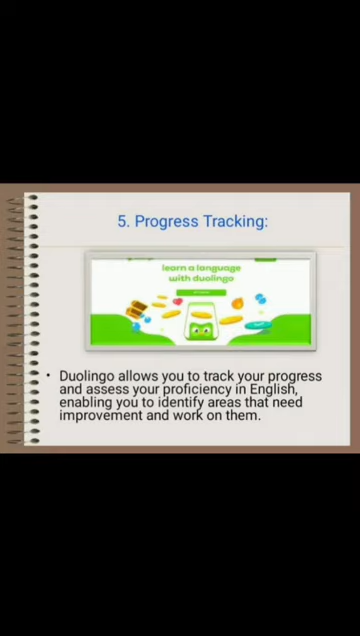 5. Progress Tracking:
learn a language
with duolingo
• Duolingo allows you to track your progress
and assess your proficiency in English,
enabling you to identify areas that need
improvement and work on them.